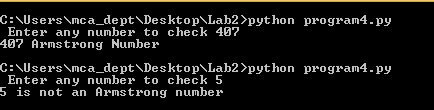 C:\Users\mca_dept\Desktop\Lab2>python program4.py
Enter any number to check 407
407 Armstrong Number
C:\Users\mca_dept\Desktop\Lab2>python program4.py
Enter any number to check 5
5 is not an Armstrong number